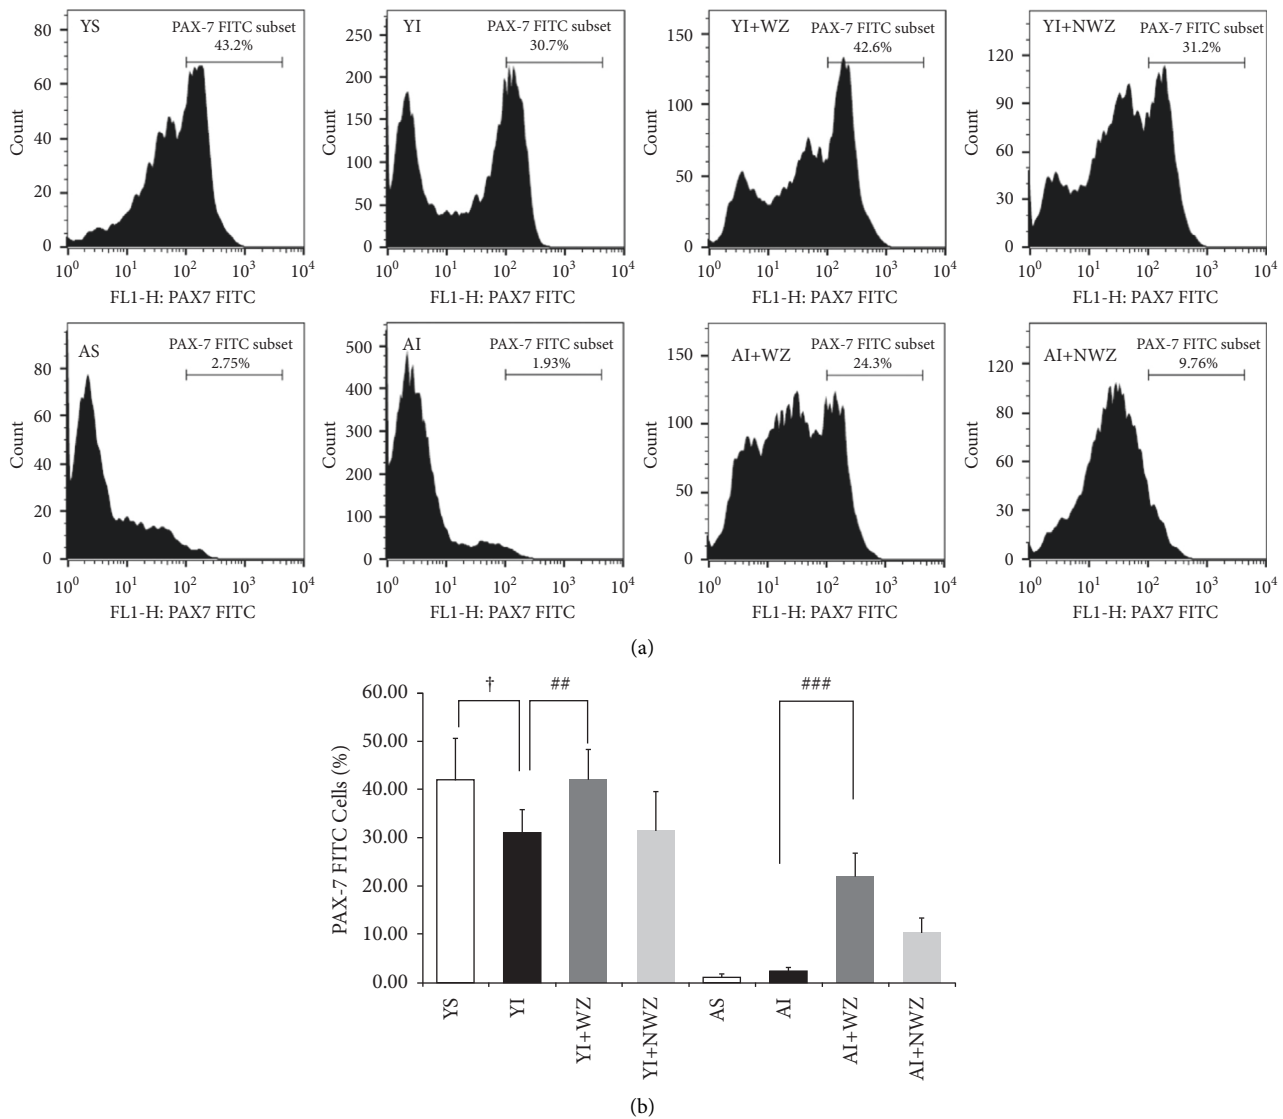 YS
PAX-7 FITC subset
43.2%
Count
80
60
40
20
0
10^0 10^1 10^2 10^3 10^4
FL1-H: PAX7 FITC
YI
PAX-7 FITC subset
30.7%
Count
250
200
150
100
50
0
10^0 10^1 10^2 10^3 10^4
FL1-H: PAX7 FITC
YI+WZ
PAX-7 FITC subset
42.6%
Count
150
100
50
0
10^0 10^1 10^2 10^3 10^4
FL1-H: PAX7 FITC
YI+NWZ
PAX-7 FITC subset
31.2%
Count
120
90
60
30
0
10^0 10^1 10^2 10^3 10^4
FL1-H: PAX7 FITC
AS
PAX-7 FITC subset
2.75%
Count
80
60
40
20
0
10^0 10^1 10^2 10^3 10^4
FL1-H: PAX7 FITC
AI
PAX-7 FITC subset
1.93%
Count
500
400
300
200
100
0
10^0 10^1 10^2 10^3 10^4
FL1-H: PAX7 FITC
AI+WZ
PAX-7 FITC subset
24.3%
Count
150
100
50
0
10^0 10^1 10^2 10^3 10^4
FL1-H: PAX7 FITC
AI+NWZ
PAX-7 FITC subset
9.76%
Count
120
80
60
30
0
10^0 10^1 10^2 10^3 10^4
FL1-H: PAX7 FITC
(a)
PAX-7 FITC Cells (%)
60.00
50.00
40.00
30.00
20.00
10.00
0.00
† ## ###
YS YI YI+WZ YI+NWZ AS AI AI+WZ AI+NWZ
(b)